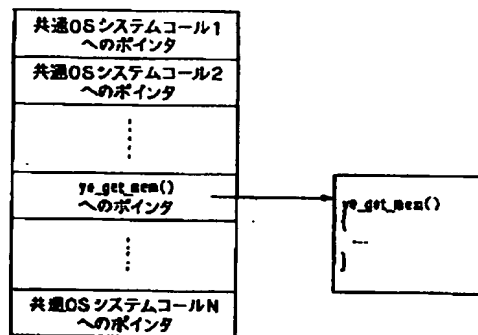 共通OSシステムコール1
へのポインタ
共通OSシステムコール2
へのポインタ
ye_get_mem()
へのポインタ
ye_get_mem()
{
...
}
共通OSシステムコールN
へのポインタ